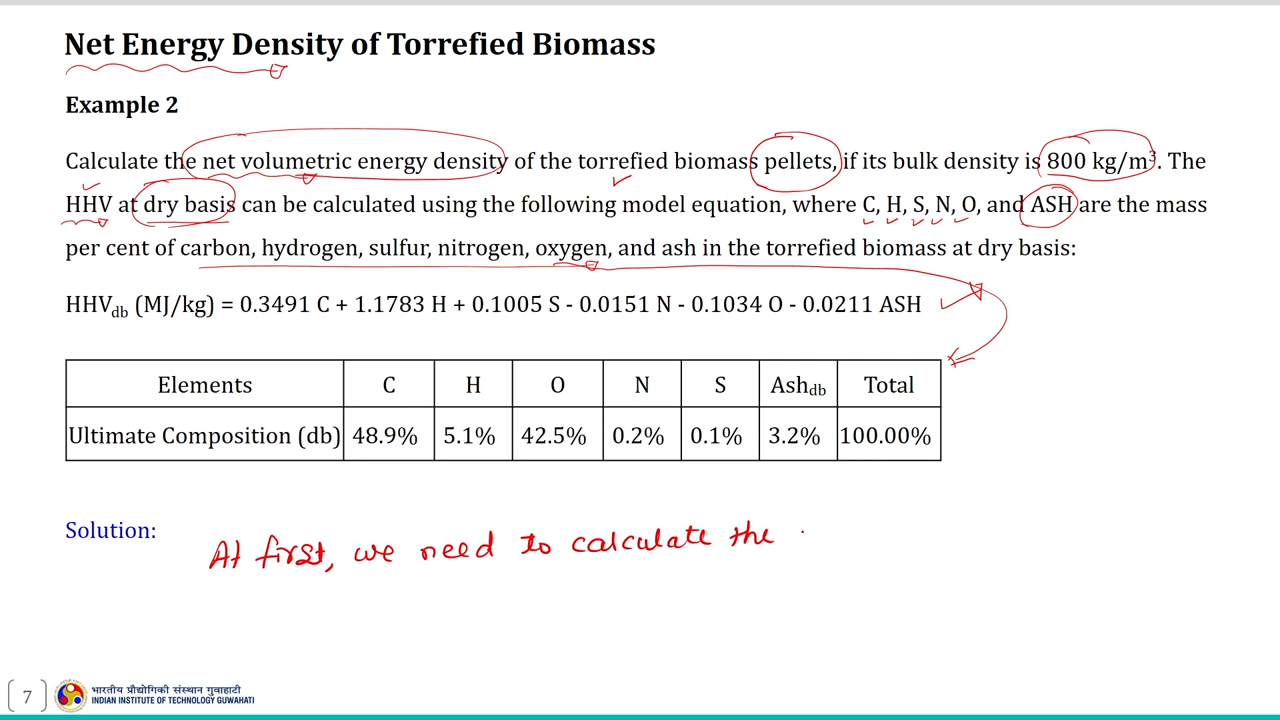 Net Energy Density of Torrefied Biomass
Example 2
Calculate the net volumetric energy density of the torrefied biomass pellets, if its bulk density is 800 kg/m³. The
HHV at dry basis can be calculated using the following model equation, where C, H, S, N, O, and ASH are the mass
per cent of carbon, hydrogen, sulfur, nitrogen, oxygen, and ash in the torrefied biomass at dry basis:
HHVdb (MJ/kg) = 0.3491 C + 1.1783 H + 0.1005 S - 0.0151 N - 0.1034 O - 0.0211 ASH
Elements C H O N S Ashdb Total
Ultimate Composition (db) 48.9% 5.1% 42.5% 0.2% 0.1% 3.2% 100.00%
Solution:
At first, we need to calculate the
7
भारतीय प्रौद्योगिकी संस्थान गुवाहाटी
INDIAN INSTITUTE OF TECHNOLOGY GUWAHATI